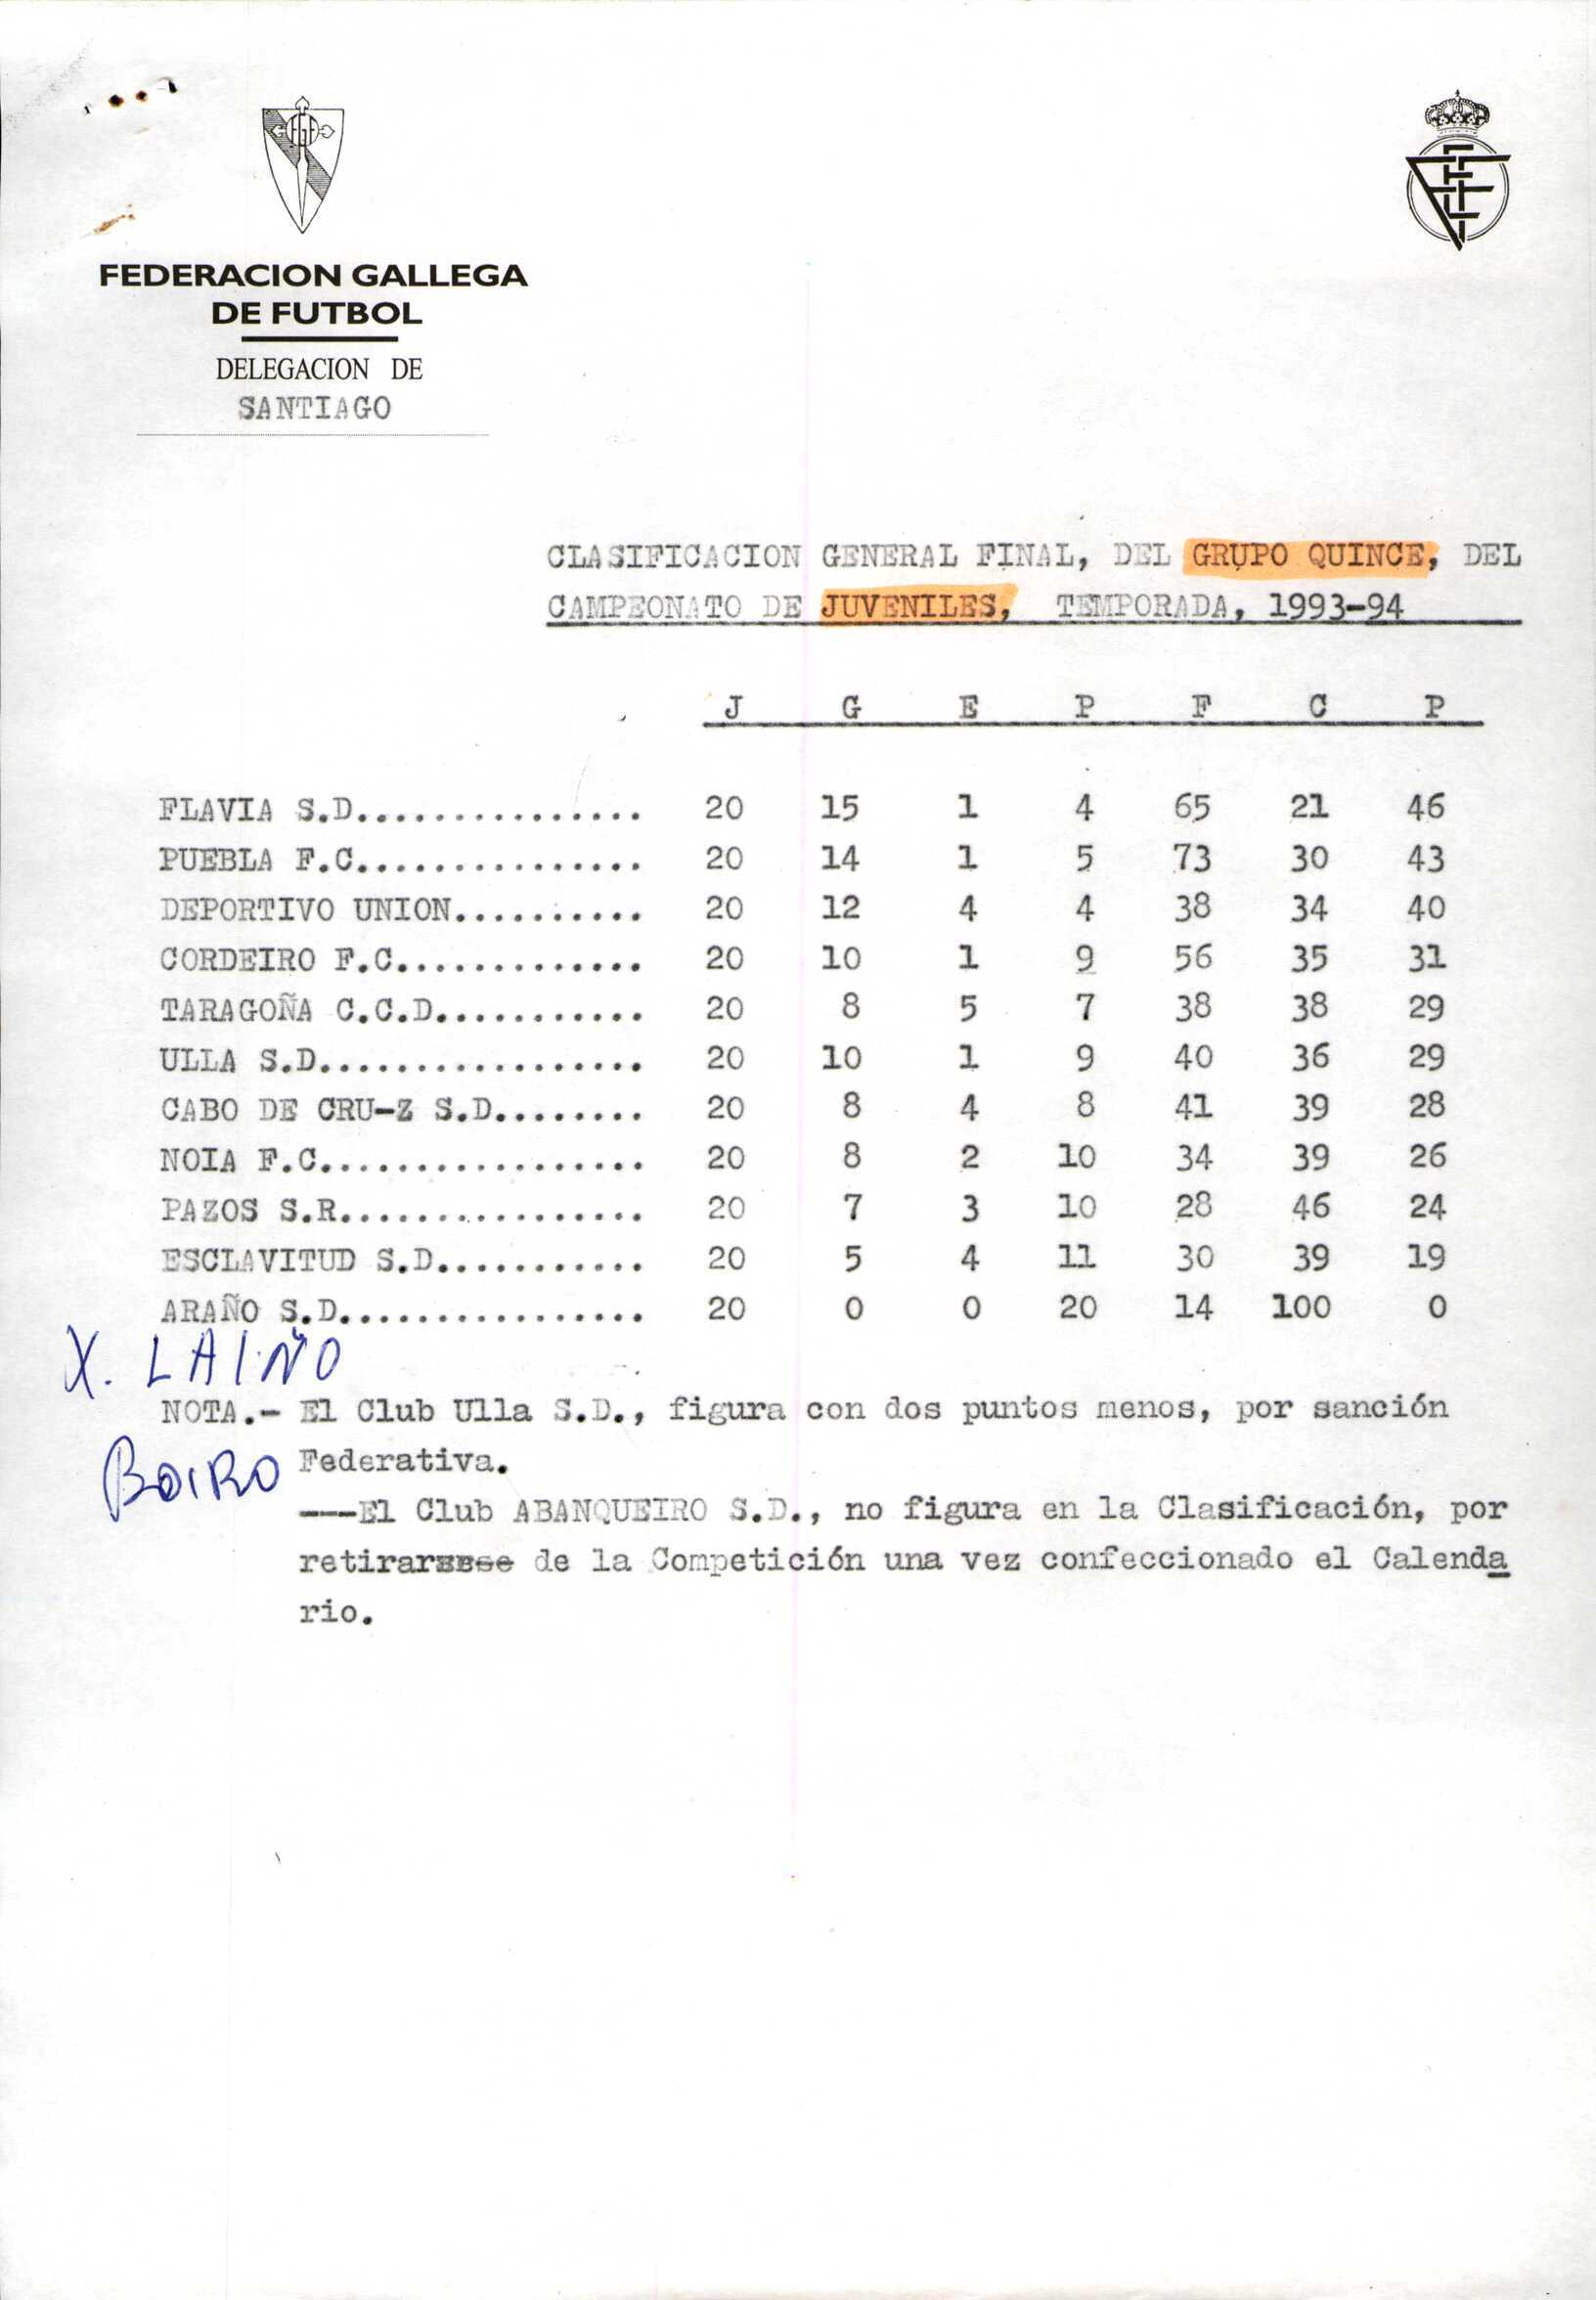 FEDERACION GALLEGA
DE FUTBOL
DELEGACION DE
SANTIAGO
CLASIFICACION GENERAL FINAL, DEL GRUPO QUINCE, DEL
CAMPEONATO DE JUVENILES, TEMPORADA, 1993-94
J G E P F C P
FLAVIA S.D............... 20 15 1 4 65 21 46
PUEBLA F.C............... 20 14 1 5 73 30 43
DEPORTIVO UNION.......... 20 12 4 4 38 34 40
CORDEIRO F.C............. 20 10 1 9 56 35 31
TARAGOÑA C.C.D........... 20 8 5 7 38 38 29
ULLA S.D................. 20 10 1 9 40 36 29
CABO DE CRU-Z S.D........ 20 8 4 8 41 39 28
NOIA F.C................. 20 8 2 10 34 39 26
PAZOS S.R................ 20 7 3 10 28 46 24
ESCLAVITUD S.D........... 20 5 4 11 30 39 19
ARAÑO S.D................ 20 0 0 20 14 100 0
X. LAIÑO
NOTA.- El Club Ulla S.D., figura con dos puntos menos, por sanción
BOIRO Federativa.
---El Club ABANQUEIRO S.D., no figura en la Clasificación, por
retirarse de la Competición una vez confeccionado el Calenda
rio.